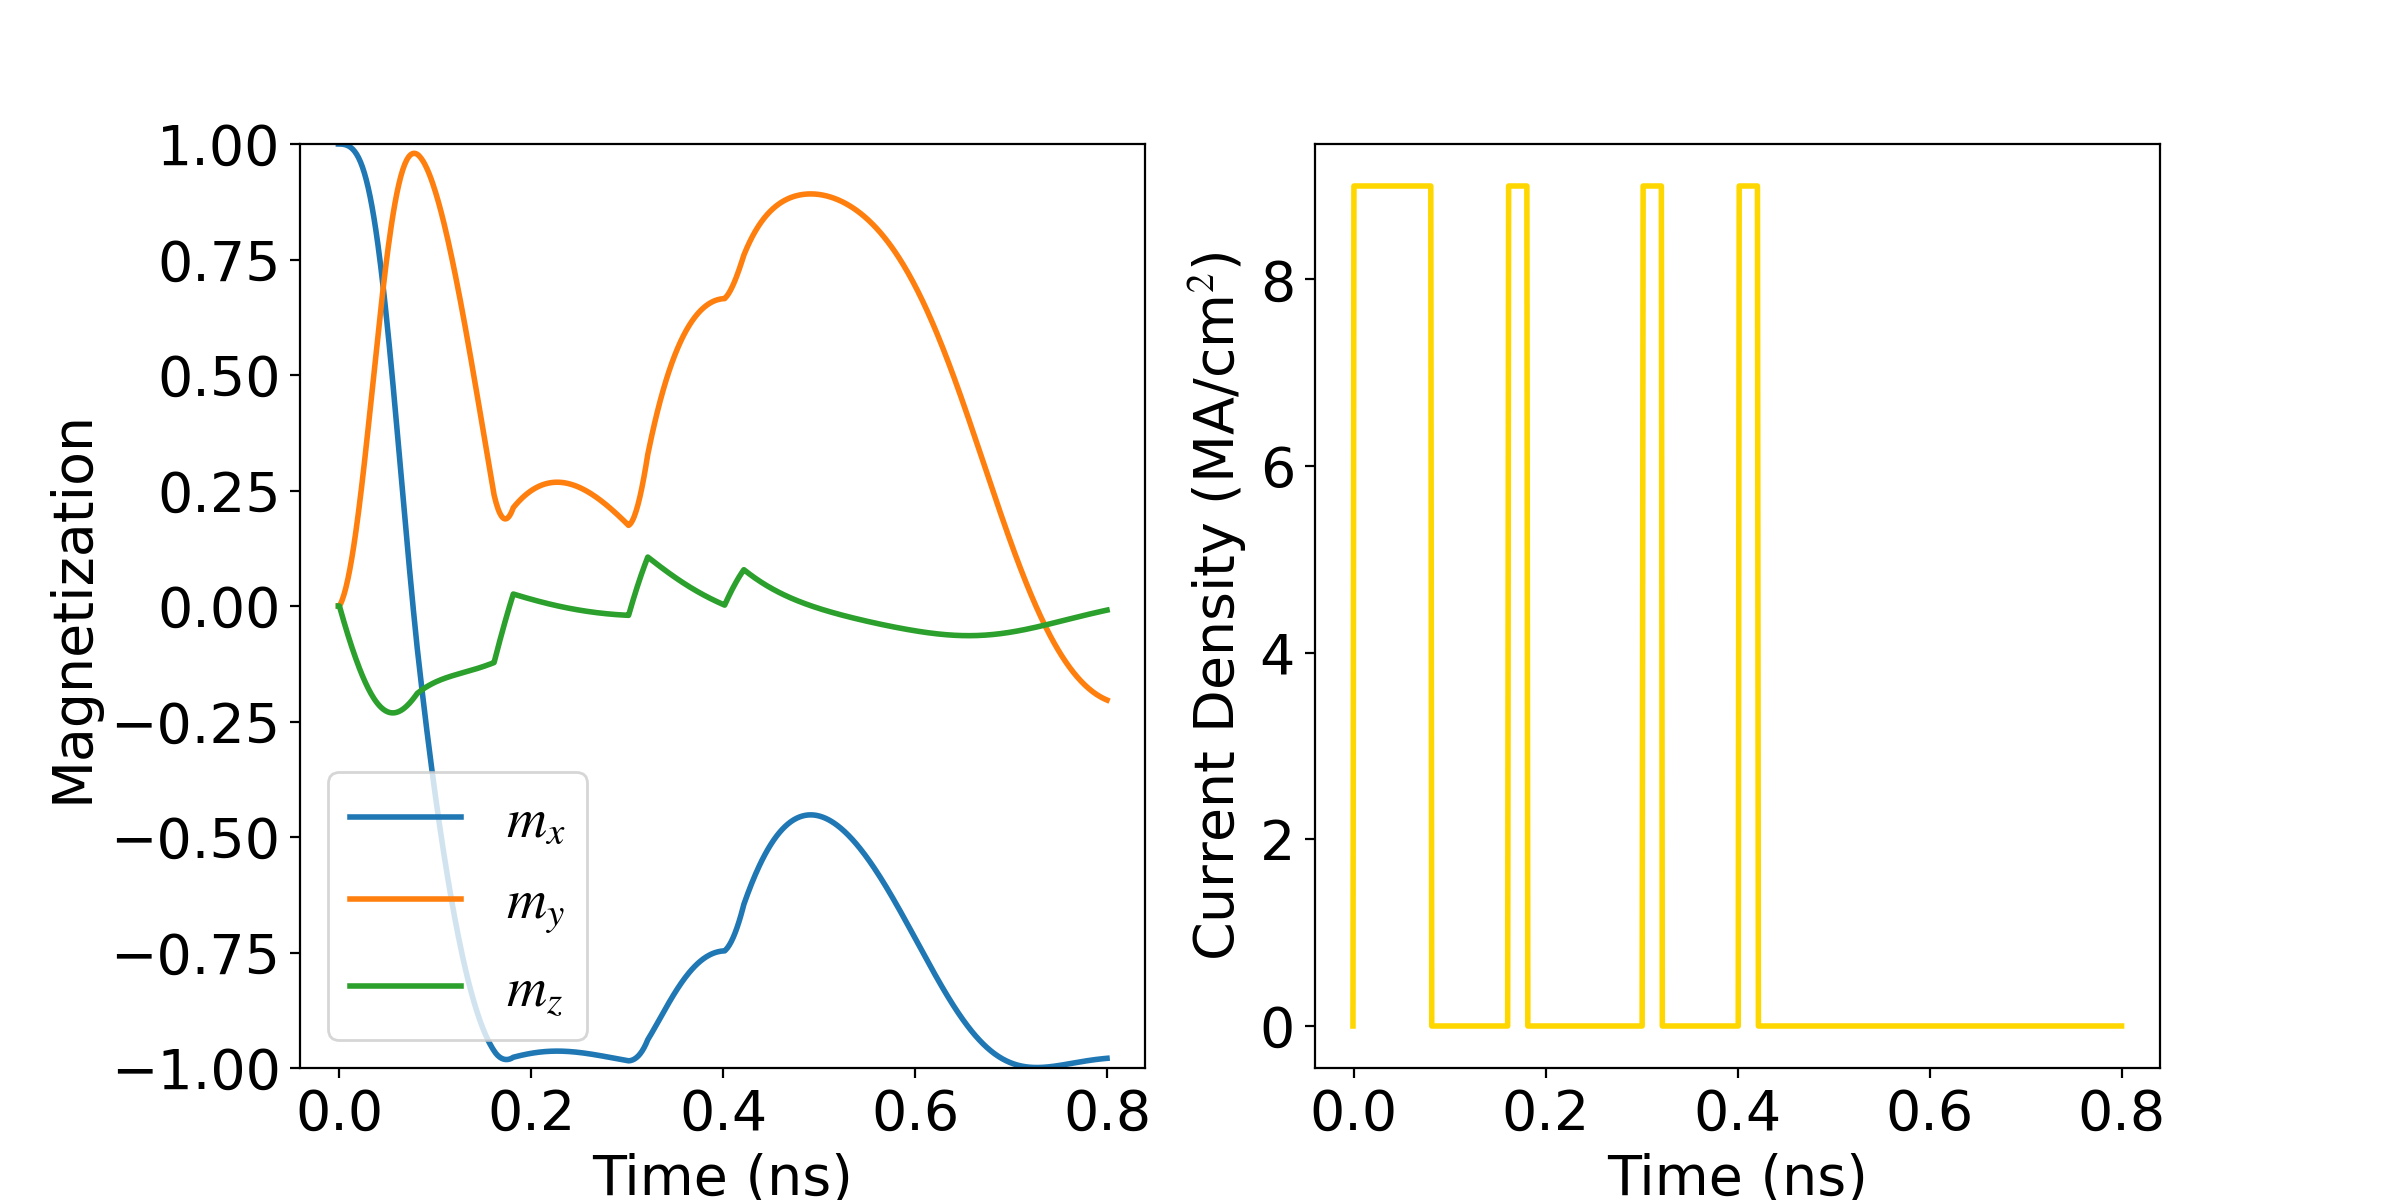 Magnetization
1.00
0.75
0.50
0.25
0.00
−0.25
−0.50
−0.75
−1.00
0.0 0.2 0.4 0.6 0.8
Time (ns)
mₓ
m_y
m_z
Current Density (MA/cm²)
8
6
4
2
0
0.0 0.2 0.4 0.6 0.8
Time (ns)